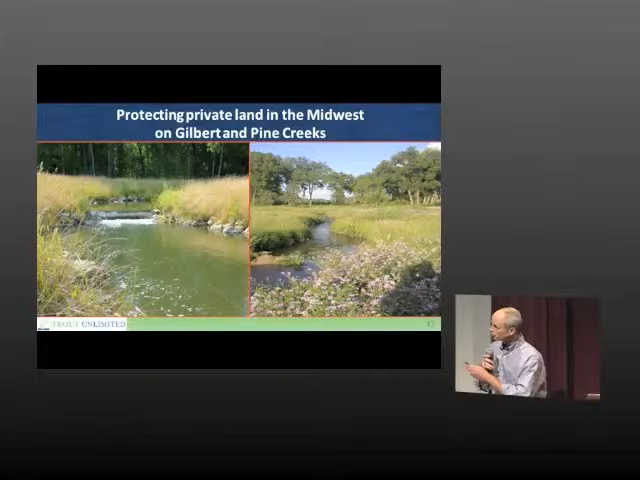 Protecting private land in the Midwest
on Gilbert and Pine Creeks
TROUT UNLIMITED